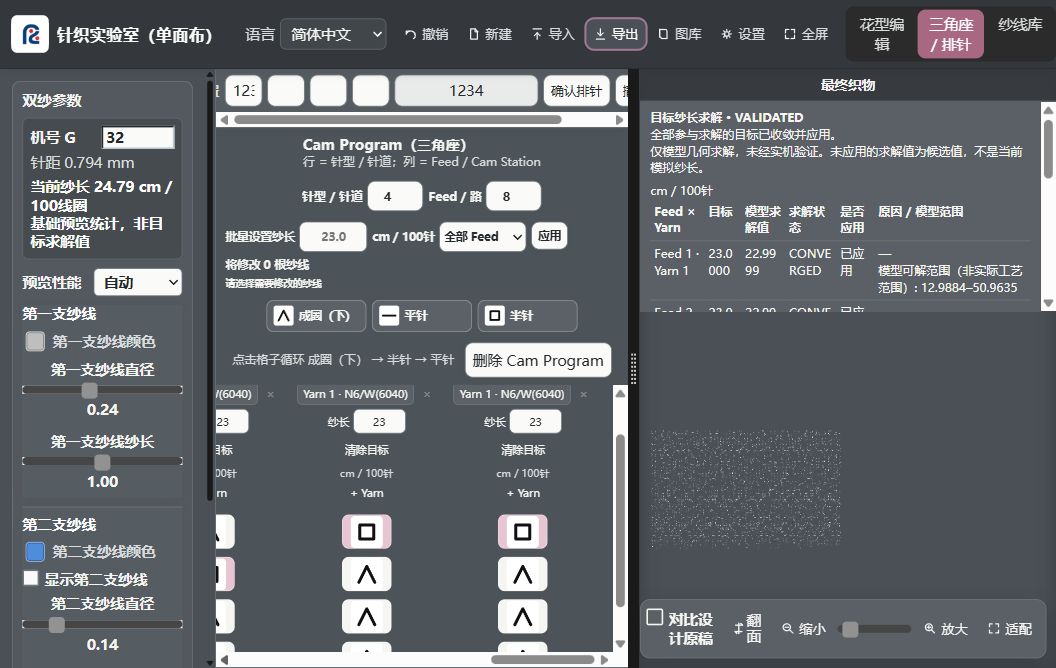 针织实验室（单面布）
语言
简体中文
撤销
新建
导入
导出
图库
设置
全屏
花型编
辑
三角座
/ 排针
纱线库
双纱参数
机号 G
32
针距 0.794 mm
当前纱长 24.79 cm /
100线圈
基础预览统计，非目
标求解值
预览性能
自动
第一支纱线
第一支纱线颜色
第一支纱线直径
0.24
第一支纱线纱长
1.00
第二支纱线
第二支纱线颜色
显示第二支纱线
第二支纱线直径
0.14
1234
确认排针
Cam Program（三角座）
行 = 针型 / 针道；列 = Feed / Cam Station
针型 / 针道
4
Feed / 路
8
批量设置纱长
23.0
cm / 100针
全部 Feed
应用
将修改 0 根纱线
请选择需要修改的纱线
成圈（下）
平针
半针
点击格子循环 成圈（下） → 半针 → 平针
删除 Cam Program
/W(6040) ×
Yarn 1 · N6/W(6040) ×
Yarn 1 · N6/W(6040) ×
23
纱长 23
纱长 23
清除目标
清除目标
cm / 100针
cm / 100针
+ Yarn
+ Yarn
最终织物
目标纱长求解 • VALIDATED
全部参与求解的目标已收敛并应用。
仅模型几何求解，未经实机验证。未应用的求解值为候选值，不是当前
模拟纱长。
cm / 100针
Feed ×
Yarn
目标
模型求
解值
求解状
态
是否
应用
原因 / 模型范围
Feed 1 ·
Yarn 1
23.0
000
22.99
99
CONVE
RGED
已应
用
—
模型可解范围（非实际工艺
范围）: 12.9884–50.9635
对比设
计原稿
翻
面
缩小
放大
适配